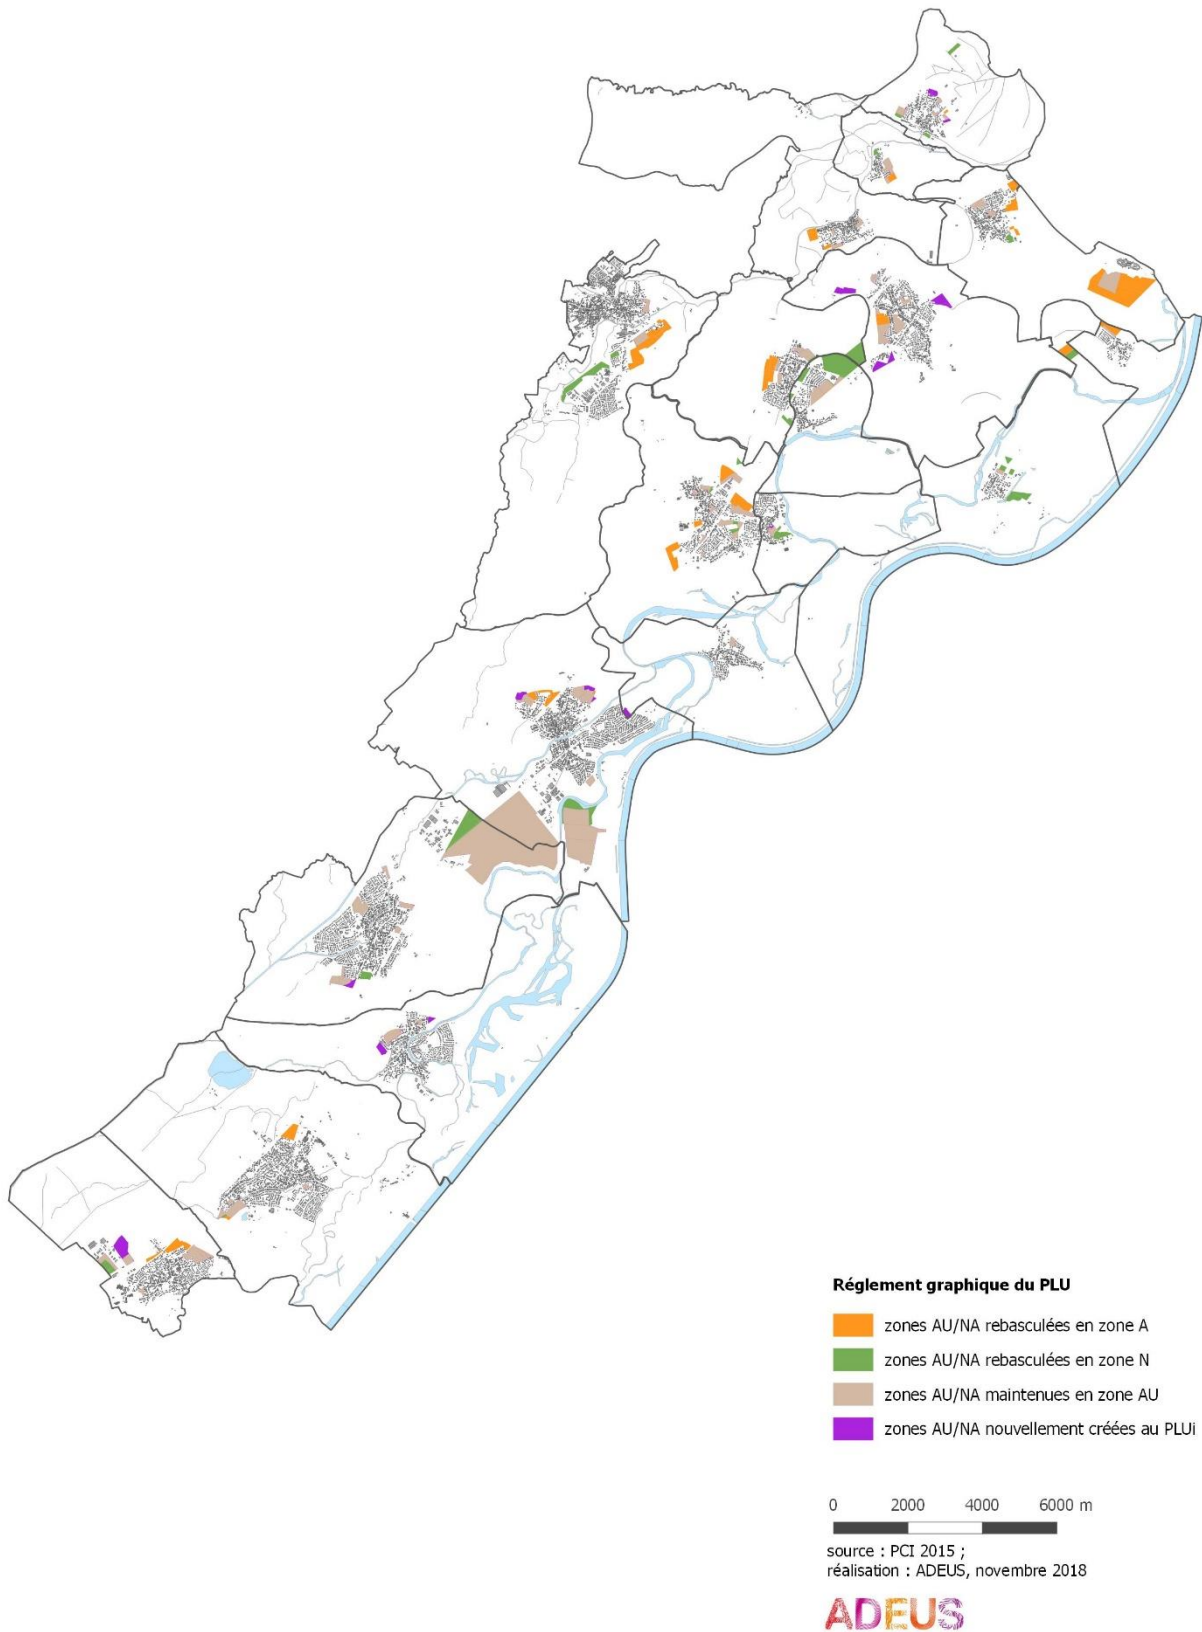 Réglement graphique du PLU
zones AU/NA rebasculées en zone A
zones AU/NA rebasculées en zone N
zones AU/NA maintenues en zone AU
zones AU/NA nouvellement créées au PLUi
0 2000 4000 6000 m
source : PCI 2015 ;
réalisation : ADEUS, novembre 2018
ADEUS